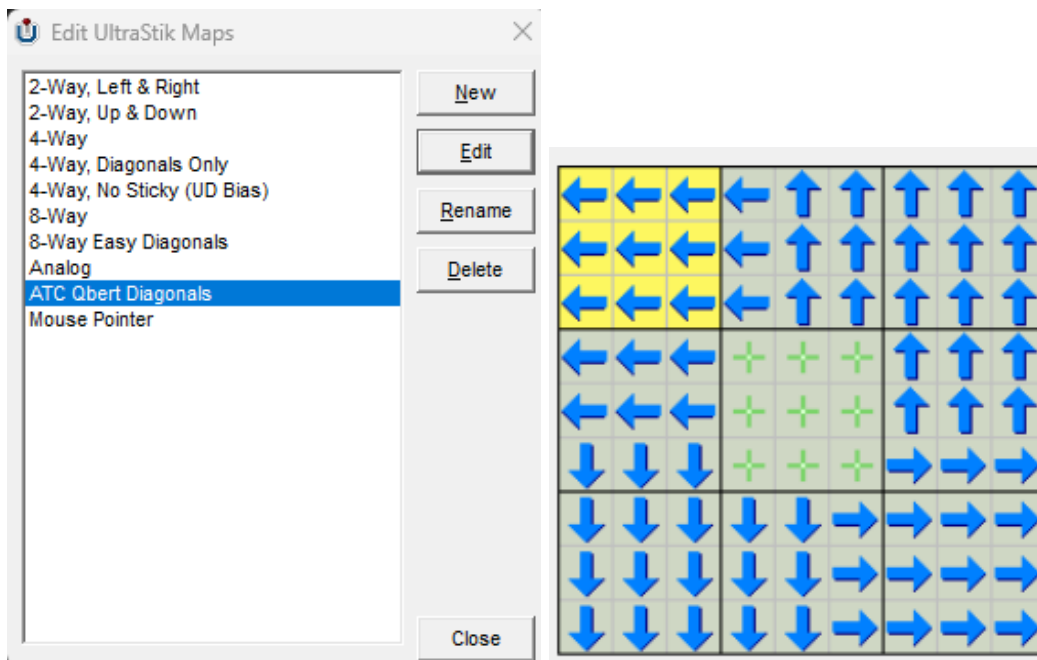 Edit UltraStik Maps
2-Way, Left & Right
2-Way, Up & Down
4-Way
4-Way, Diagonals Only
4-Way, No Sticky (UD Bias)
8-Way
8-Way Easy Diagonals
Analog
ATC Qbert Diagonals
Mouse Pointer
New
Edit
Rename
Delete
Close